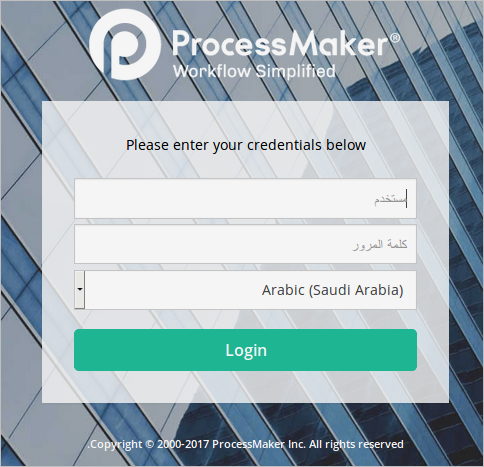 ProcessMaker®
Workflow Simplified
Please enter your credentials below
مستخدم
كلمة المرور
Arabic (Saudi Arabia)
Login
.Copyright © 2000-2017 ProcessMaker Inc. All rights reserved